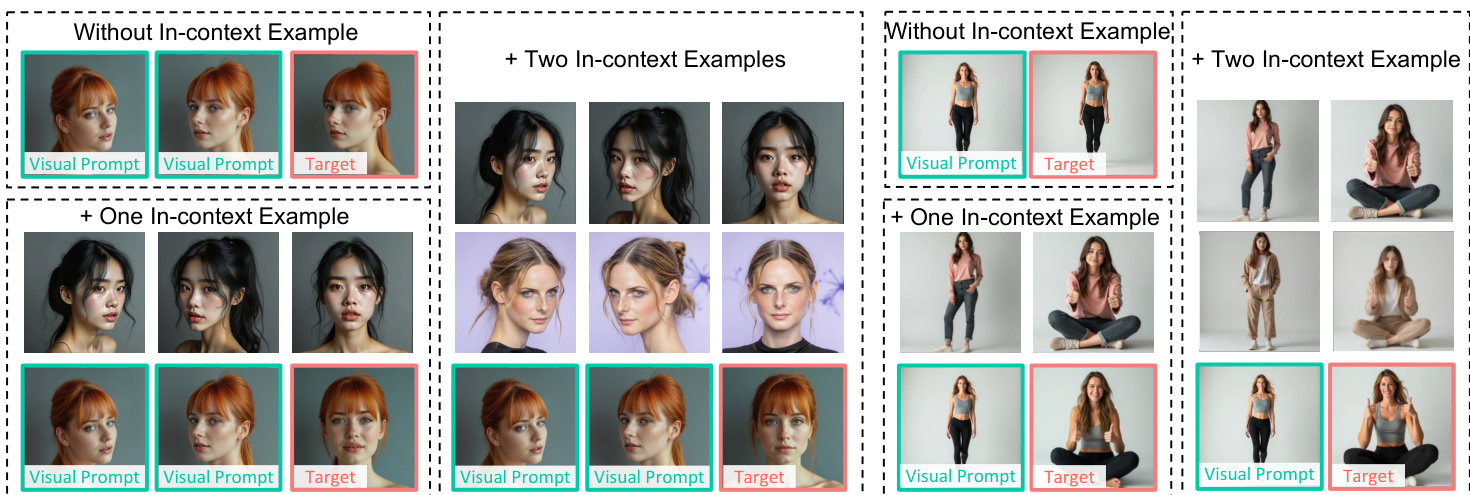 Without In-context Example
Visual Prompt
Visual Prompt
Target
+ One In-context Example
Visual Prompt
Visual Prompt
Target
+ Two In-context Examples
Visual Prompt
Visual Prompt
Target
Without In-context Example
Visual Prompt
Target
+ One In-context Example
Visual Prompt
Target
+ Two In-context Example
Visual Prompt
Target